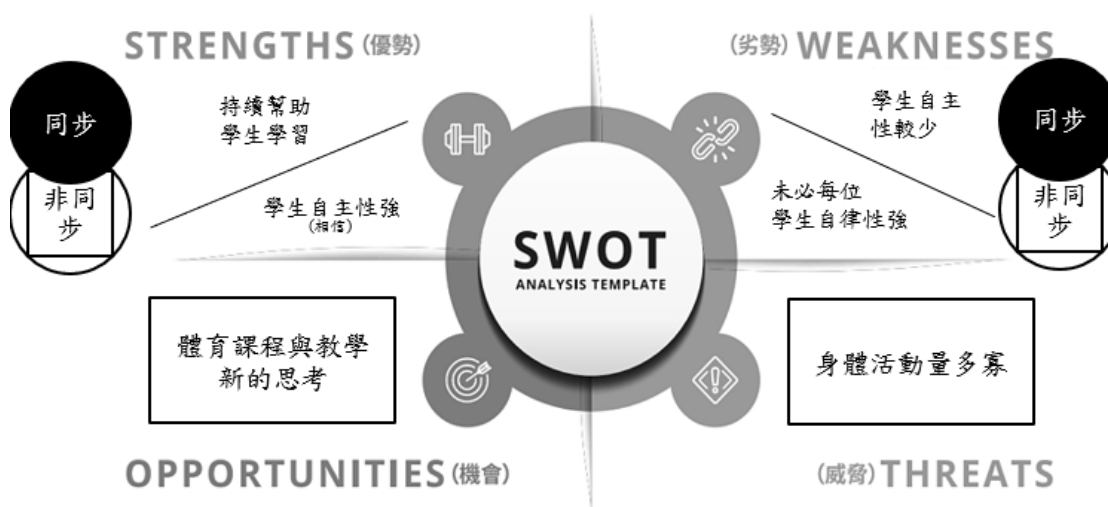 STRENGTHS (優勢)
同步
持續幫助
學生學習
非同
步
學生自主性強
(相信)
(劣勢) WEAKNESSES
學生自主
性較少
同步
未必每位
學生自律性強
非同
步
SWOT
ANALYSIS TEMPLATE
體育課程與教學
新的思考
OPPORTUNITIES (機會)
身體活動量多寡
(威脅) THREATS